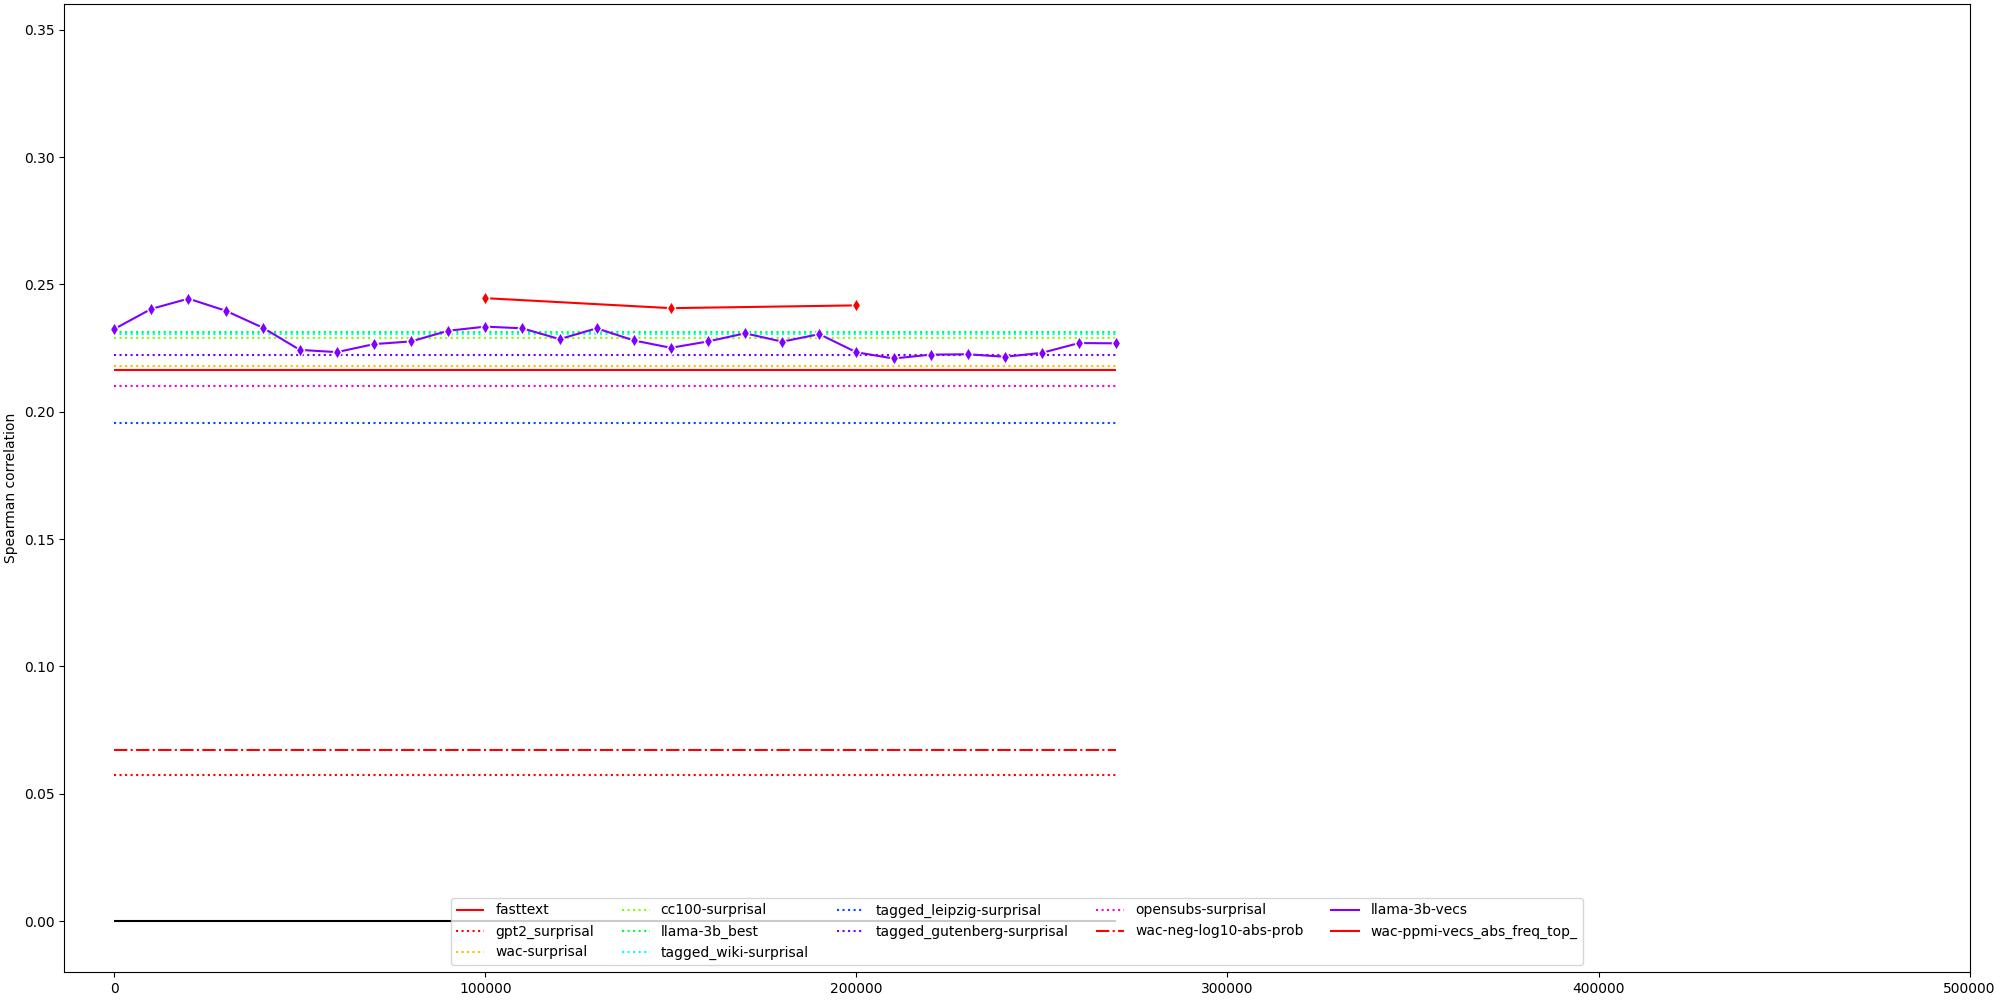 0.35
0.30
0.25
0.20
0.15
0.10
0.05
0.00
Spearman correlation
fasttext
gpt2_surprisal
wac-surprisal
cc100-surprisal
llama-3b_best
tagged_wiki-surprisal
tagged_leipzig-surprisal
tagged_gutenberg-surprisal
opensubs-surprisal
wac-neg-log10-abs-prob
llama-3b-vecs
wac-ppmi-vecs_abs_freq_top_
0 100000 200000 300000 400000 500000